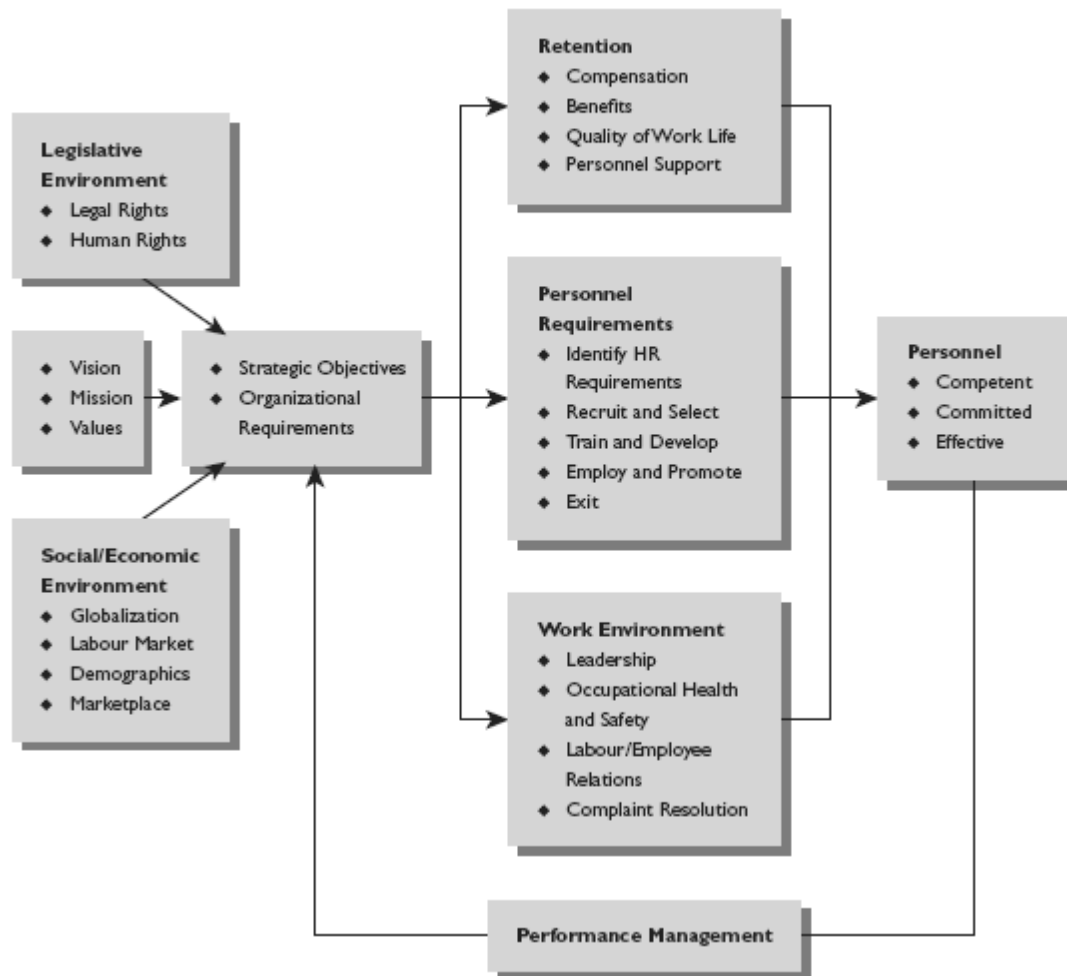 Retention
◆ Compensation
◆ Benefits
◆ Quality of Work Life
◆ Personnel Support
Legislative
Environment
◆ Legal Rights
◆ Human Rights
◆ Vision
◆ Mission
◆ Values
◆ Strategic Objectives
◆ Organizational
Requirements
Social/Economic
Environment
◆ Globalization
◆ Labour Market
◆ Demographics
◆ Marketplace
Personnel
Requirements
◆ Identify HR
Requirements
◆ Recruit and Select
◆ Train and Develop
◆ Employ and Promote
◆ Exit
Work Environment
◆ Leadership
◆ Occupational Health
and Safety
◆ Labour/Employee
Relations
◆ Complaint Resolution
Personnel
◆ Competent
◆ Committed
◆ Effective
Performance Management